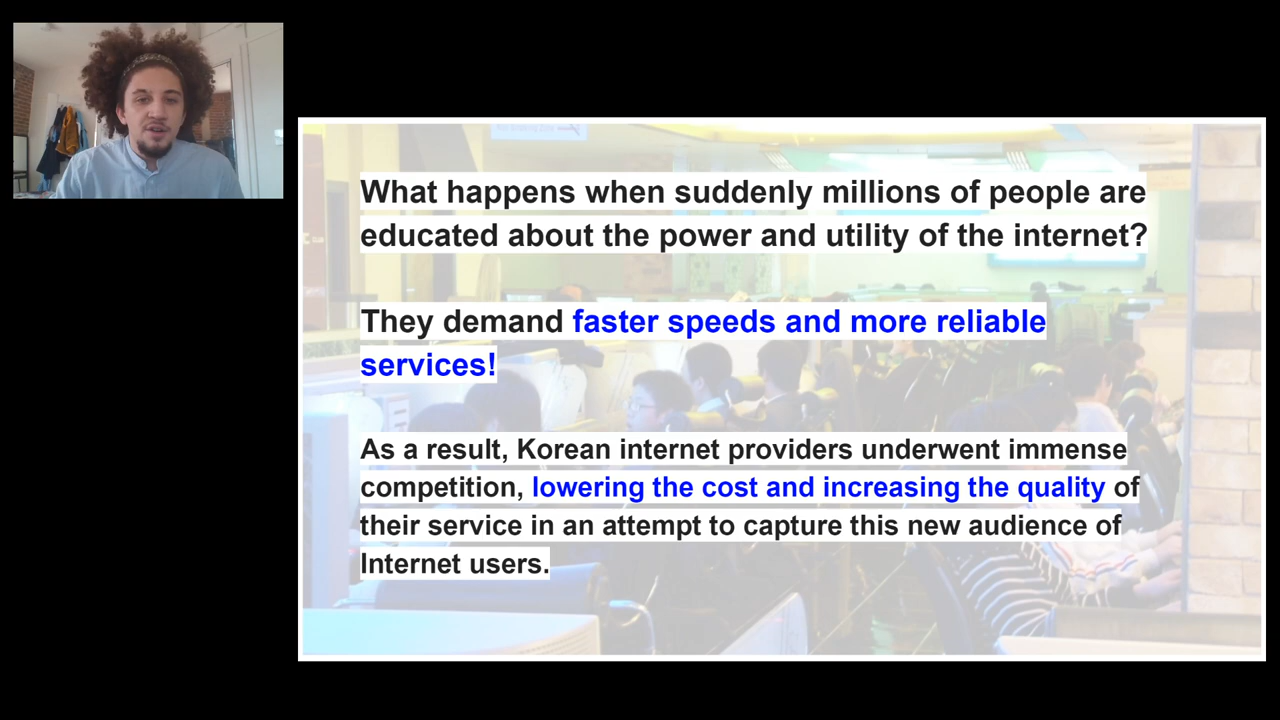 What happens when suddenly millions of people are
educated about the power and utility of the internet?
They demand faster speeds and more reliable
services!
As a result, Korean internet providers underwent immense
competition, lowering the cost and increasing the quality of
their service in an attempt to capture this new audience of
Internet users.